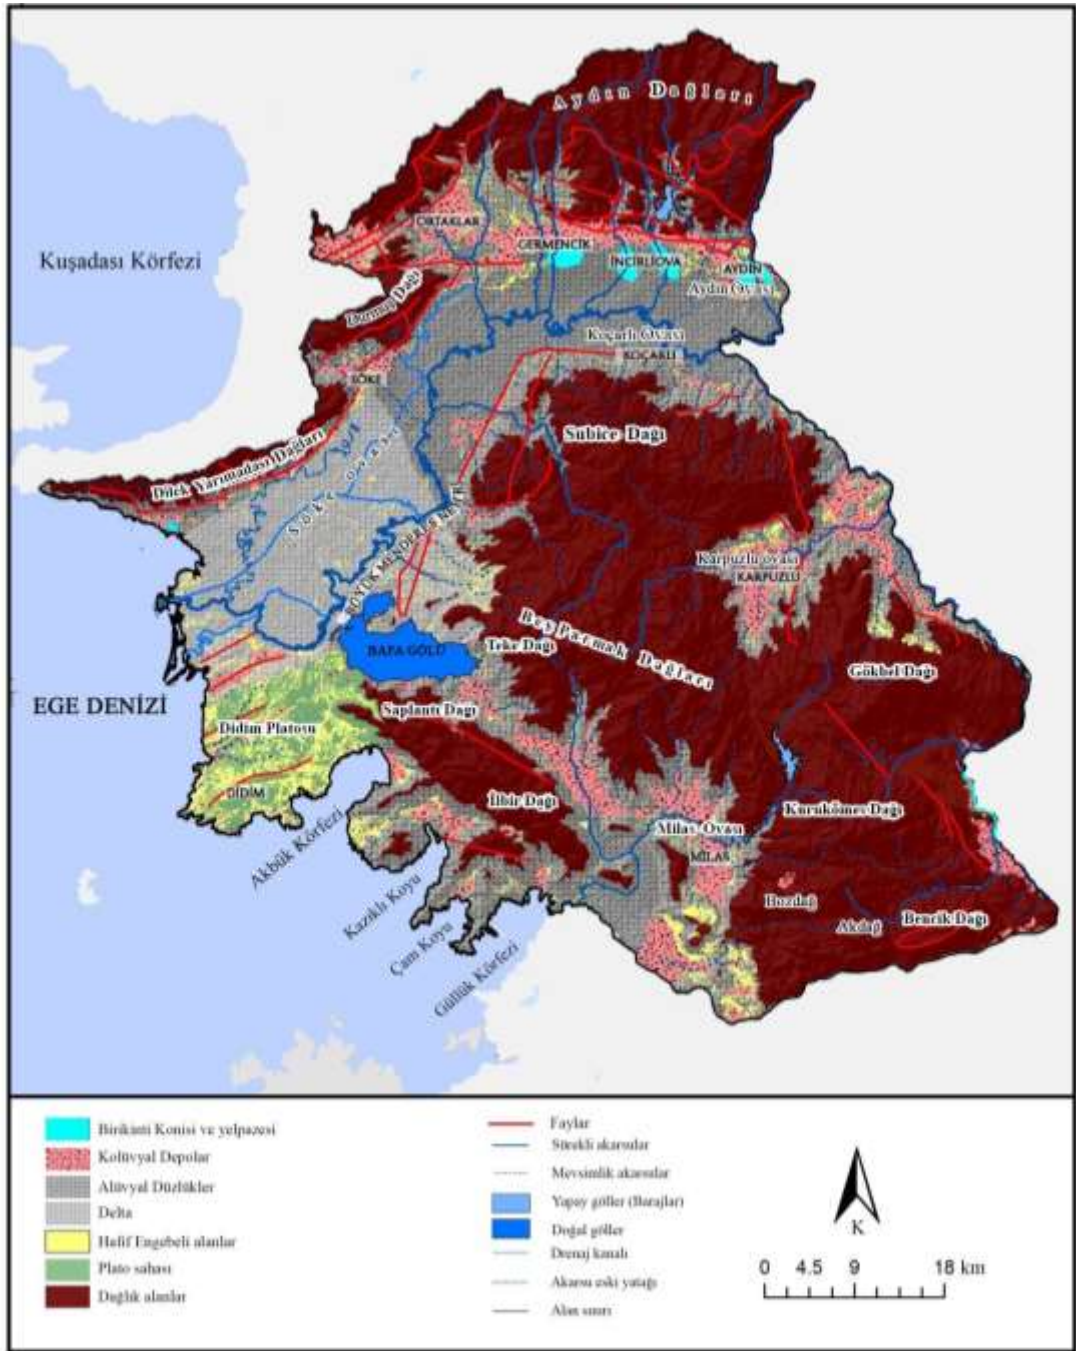 Aydın Dağları
Kuşadası Körfezi
ORTAKLAR
GERMENCİK
İNCİRLİOVA
AYDIN
Aydın Ovası
Durmuş Dağı
Koçarlı Ovası
KOÇARLI
SÖKE
Subice Dağı
Dilek Yarımadası Dağları
Söke ovası
BÜYÜK MENDERES NEHRİ
Karpuzlu ovası
KARPUZLU
Beş Parmak Dağları
BAFA GÖLÜ
Teke Dağı
Gökbel Dağı
EGE DENİZİ
Saplantı Dağı
Didim Platosu
DİDİM
İlbir Dağı
Kurukömes Dağı
Milas Ovası
MİLAS
Akbük Körfezi
Bozdağ
Kazıklı Koyu
Akdağ
Bencik Dağı
Çam Koyu
Güllük Körfezi
Birikinti Konisi ve yelpazesi
Kolüvyal Depolar
Alüvyal Düzlükler
Delta
Hafif Engebeli alanlar
Plato sahası
Dağlık alanlar
Faylar
Sürekli akarsular
Mevsimlik akarsular
Yapay göller (Barajlar)
Doğal göller
Drenaj kanalı
Akarsu eski yatağı
Alan sınırı
K
0 4.5 9 18 km